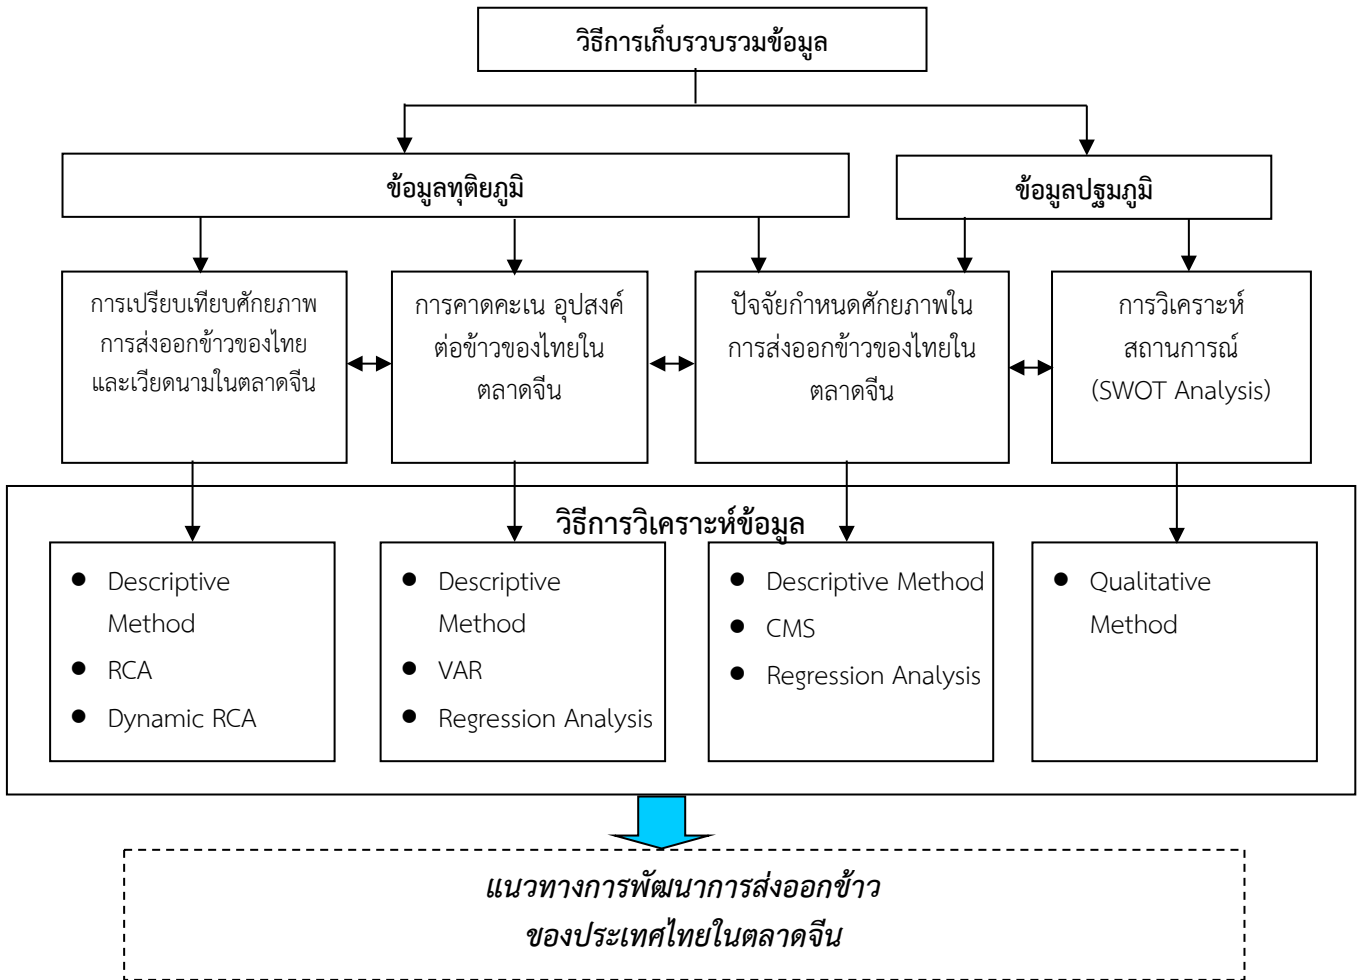 วิธีการเก็บรวบรวมข้อมูล
ข้อมูลทุติยภูมิ
ข้อมูลปฐมภูมิ
การเปรียบเทียบศักยภาพ
การส่งออกข้าวของไทย
และเวียดนามในตลาดจีน
การคาดคะเน อุปสงค์
ต่อข้าวของไทยใน
ตลาดจีน
ปัจจัยกำหนดศักยภาพใน
การส่งออกข้าวของไทยใน
ตลาดจีน
การวิเคราะห์
สถานการณ์
(SWOT Analysis)
วิธีการวิเคราะห์ข้อมูล
● Descriptive
Method
● RCA
● Dynamic RCA
● Descriptive
Method
● VAR
● Regression Analysis
● Descriptive Method
● CMS
● Regression Analysis
● Qualitative
Method
แนวทางการพัฒนาการส่งออกข้าว
ของประเทศไทยในตลาดจีน